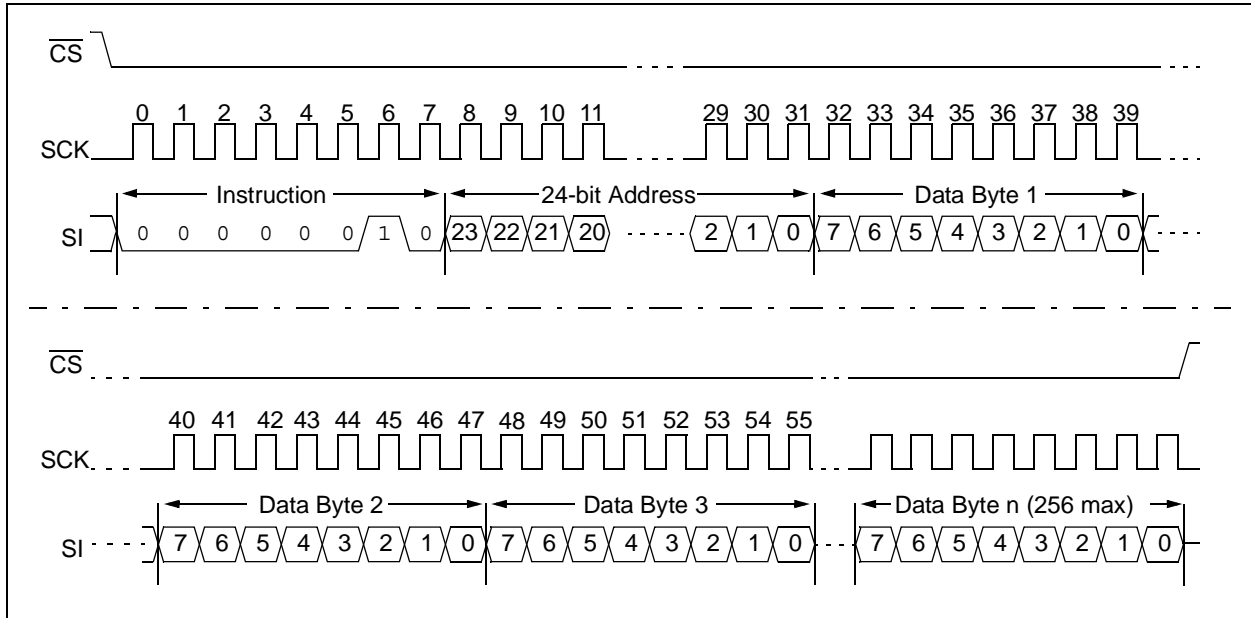 CS
0 1 2 3 4 5 6 7 8 9 10 11 29 30 31 32 33 34 35 36 37 38 39
SCK
Instruction 24-bit Address Data Byte 1
SI 0 0 0 0 0 0 1 0 23 22 21 20 2 1 0 7 6 5 4 3 2 1 0
CS
40 41 42 43 44 45 46 47 48 49 50 51 52 53 54 55
SCK
Data Byte 2 Data Byte 3 Data Byte n (256 max)
SI 7 6 5 4 3 2 1 0 7 6 5 4 3 2 1 0 7 6 5 4 3 2 1 0